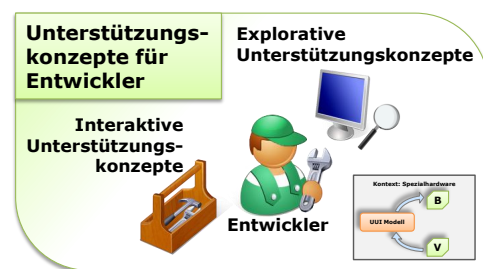 Unterstützungs-
konzepte für
Entwickler
Explorative
Unterstützungskonzepte
Interaktive
Unterstützungs-
konzepte
Entwickler
Kontext: Spezialhardware
B
UUI Modell
V